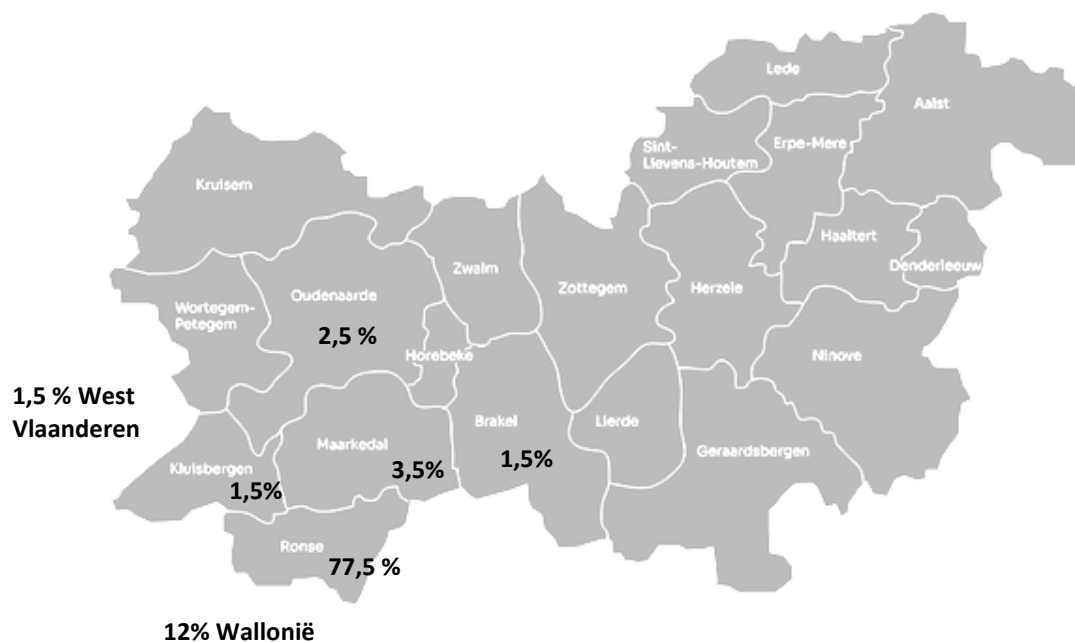 Lede
Aalst
Sint-
Lievens-Houtem
Erpe-Mere
Kruisem
Haaltert
Denderleeuw
Zwalm
Zottegem
Herzele
Oudenaarde
Wortegem-
Petegem
2,5 %
Horebeke
Ninove
1,5 % West
Vlaanderen
Brakel
Lierde
Maarkedal
Geraardsbergen
Kluisbergen
3,5%
1,5%
1,5%
Ronse
77,5 %
12% Wallonië